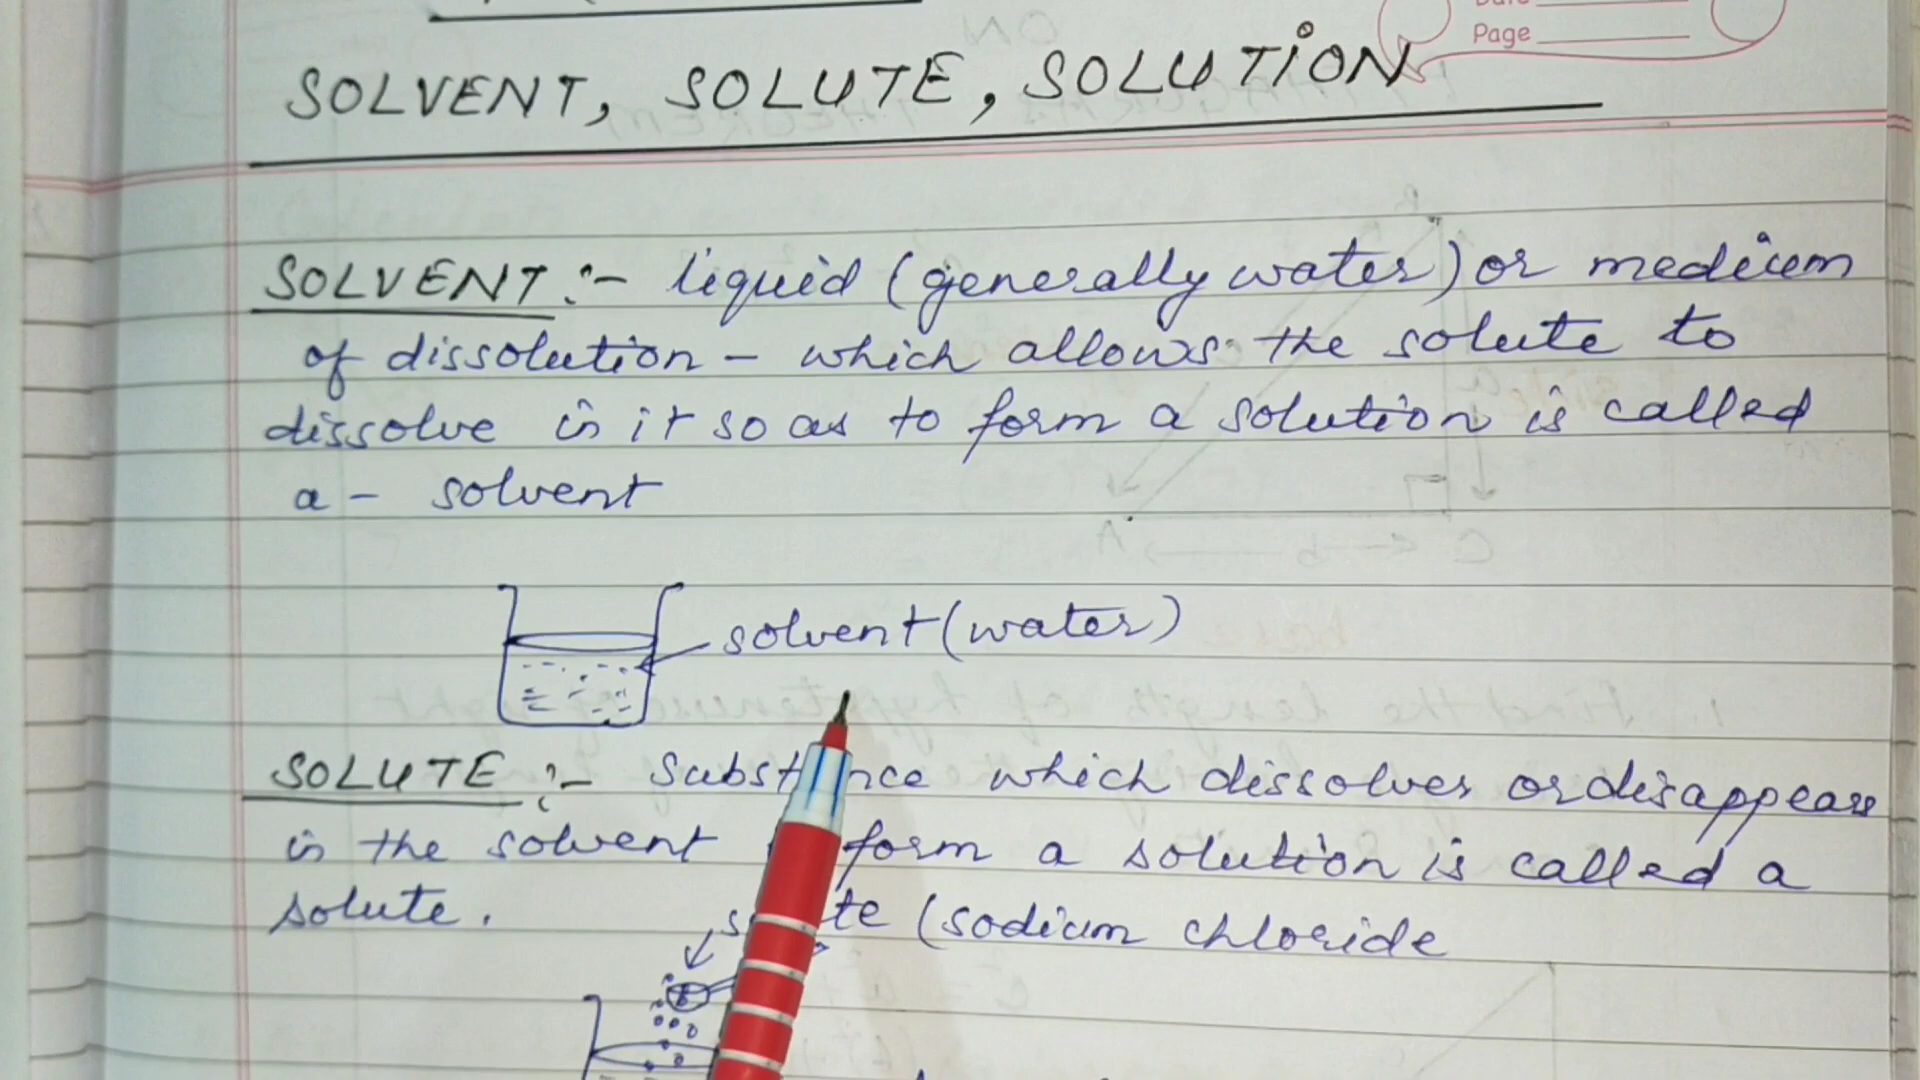 Page
SOLVENT, SOLUTE, SOLUTION
SOLVENT :- liquid (generally water) or medium
of dissolution - which allows the solute to
dissolve in it so as to form a solution is called
a - solvent
solvent (water)
SOLUTE :- Substance which dissolves or disappears
in the solvent form a solution is called a
solute.
(sodium chloride